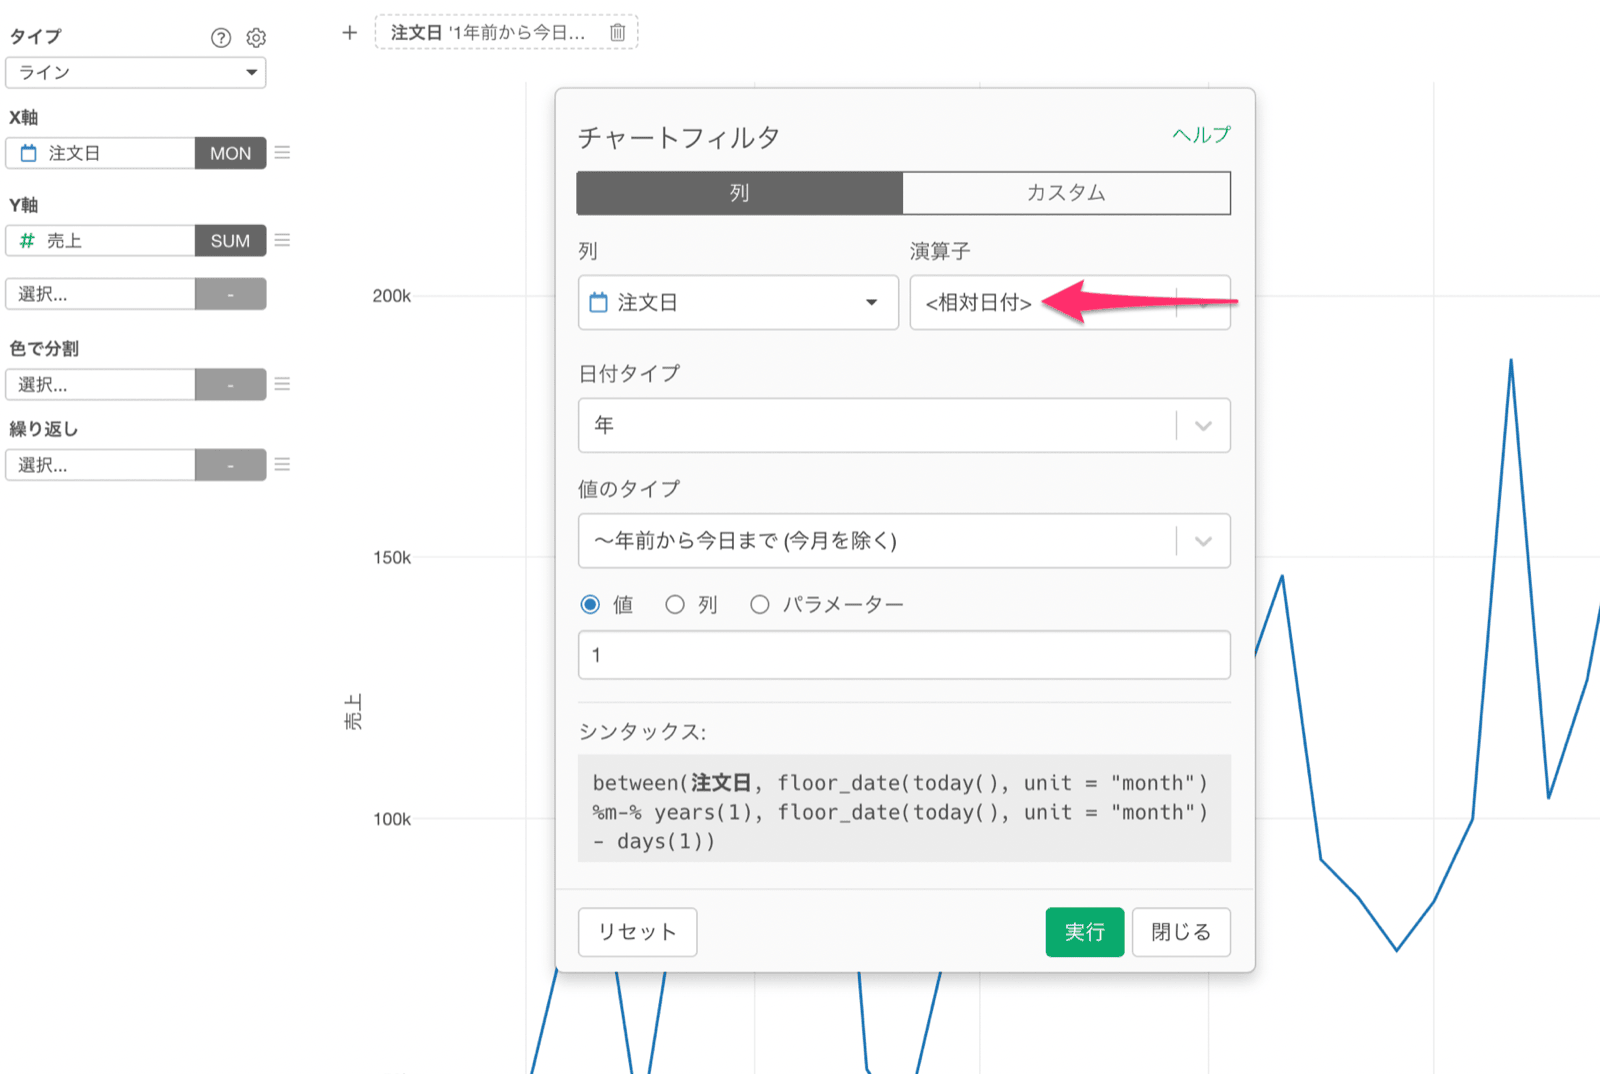 タイプ
ライン
X軸
注文日 MON
Y軸
# 売上 SUM
選択... -
色で分割
選択... -
繰り返し
選択... -
+ 注文日 '1年前から今日...
200k
150k
100k
売上
チャートフィルタ
ヘルプ
列 カスタム
列 演算子
注文日 <相対日付>
日付タイプ
年
値のタイプ
〜年前から今日まで (今月を除く)
値 列 パラメーター
1
シンタックス:
between(注文日, floor_date(today(), unit = "month")
%m-% years(1), floor_date(today(), unit = "month")
- days(1))
リセット 実行 閉じる